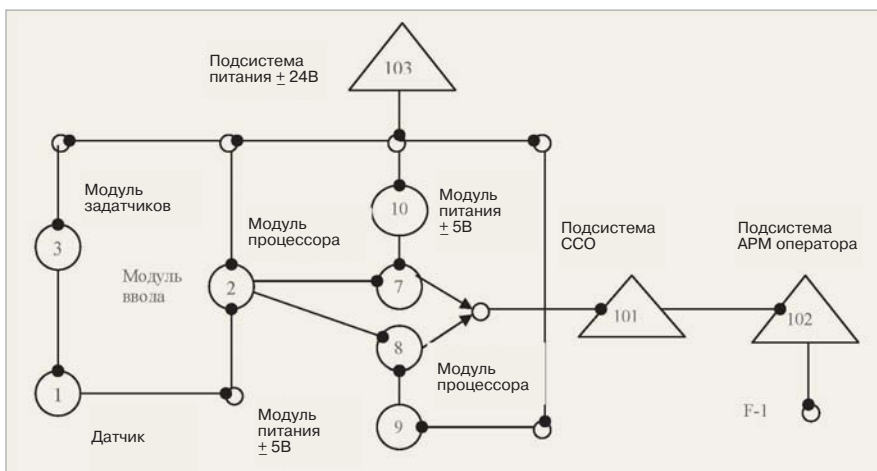 Подсистема
питания ± 24В
103
Модуль
задатчиков
Модуль
процессора
10
Модуль
питания
± 5В
Подсистема
ССО
Подсистема
АРМ оператора
3
Модуль
ввода
2
7
101
102
8
Модуль
процессора
1
Датчик
Модуль
питания
± 5В
9
F-1